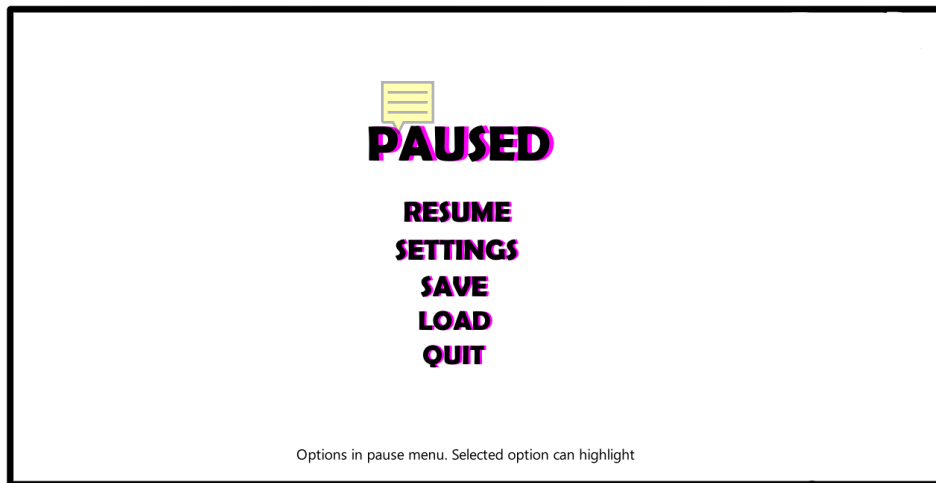 PAUSED
RESUME
SETTINGS
SAVE
LOAD
QUIT
Options in pause menu. Selected option can highlight